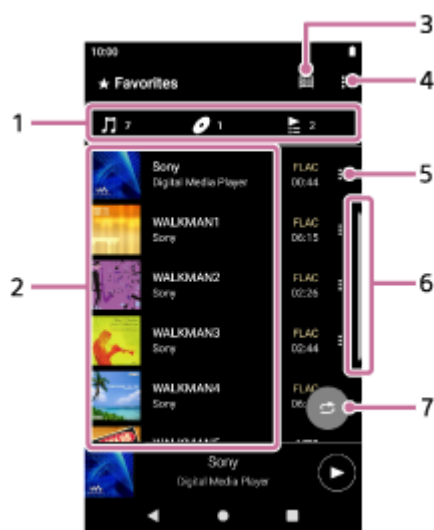 3
10:00
★ Favorites
4
1
7
1
2
Sony FLAC
Digital Media Player 00:44
5
WALKMAN1 FLAC
Sony 06:15
2
WALKMAN2 FLAC
Sony 02:26
6
WALKMAN3 FLAC
Sony 02:44
WALKMAN4 FLAC
Sony 06:
7
Sony
Digital Media Player